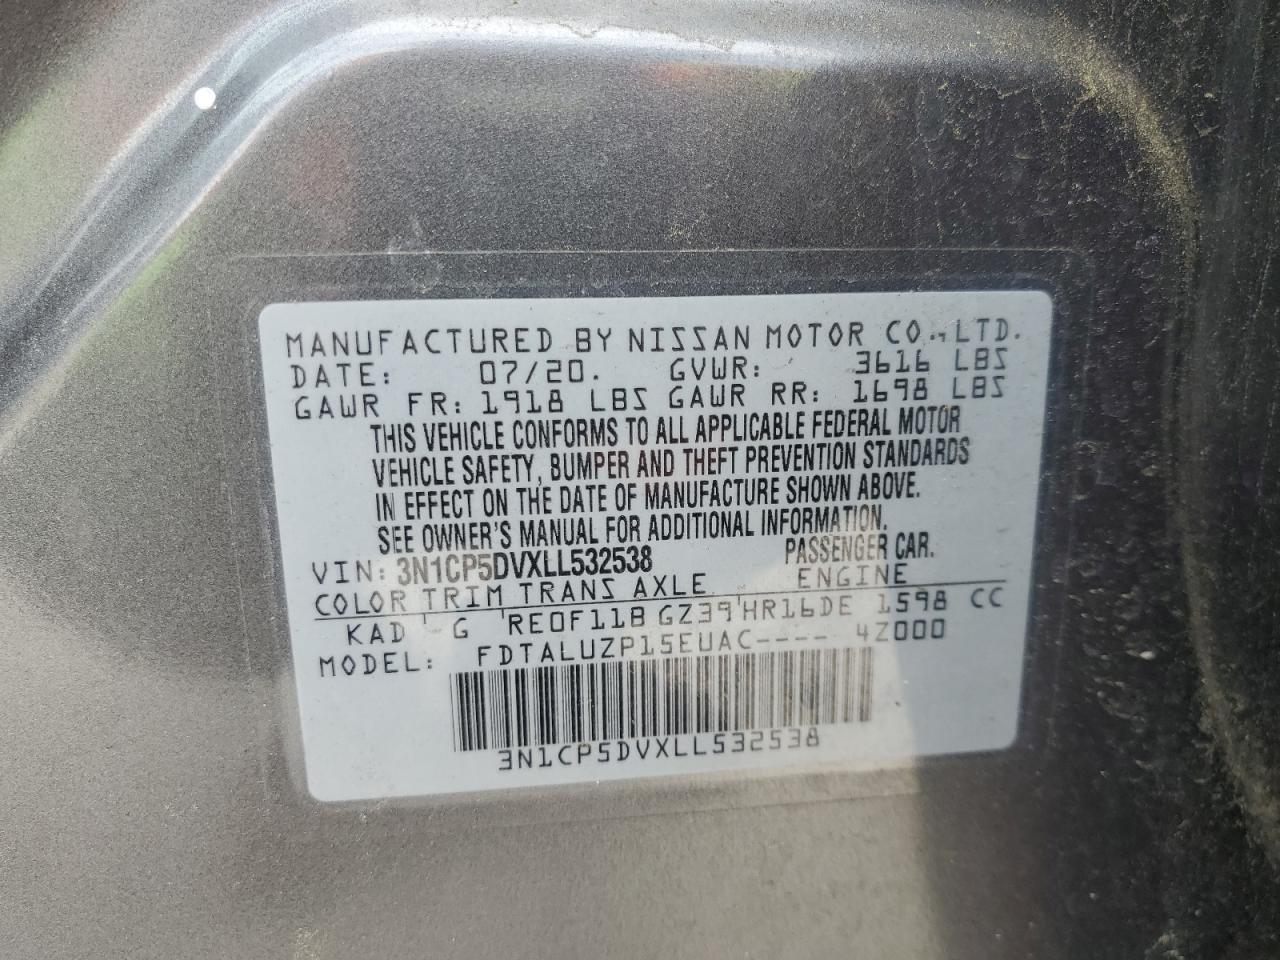 MANUFACTURED BY NISSAN MOTOR CO., LTD.
DATE: 07/20. GVWR: 3616 LBS
GAWR FR: 1918 LBS GAWR RR: 1698 LBS
THIS VEHICLE CONFORMS TO ALL APPLICABLE FEDERAL MOTOR
VEHICLE SAFETY, BUMPER AND THEFT PREVENTION STANDARDS
IN EFFECT ON THE DATE OF MANUFACTURE SHOWN ABOVE.
SEE OWNER'S MANUAL FOR ADDITIONAL INFORMATION.
VIN: 3N1CP5DVXLL532538 PASSENGER CAR.
COLOR TRIM TRANS AXLE ENGINE
KAD G RE0F11B GZ39 HR16DE 1598 CC
MODEL: FDTALUZP15EUAC---- 4Z000
3N1CP5DVXLL532538